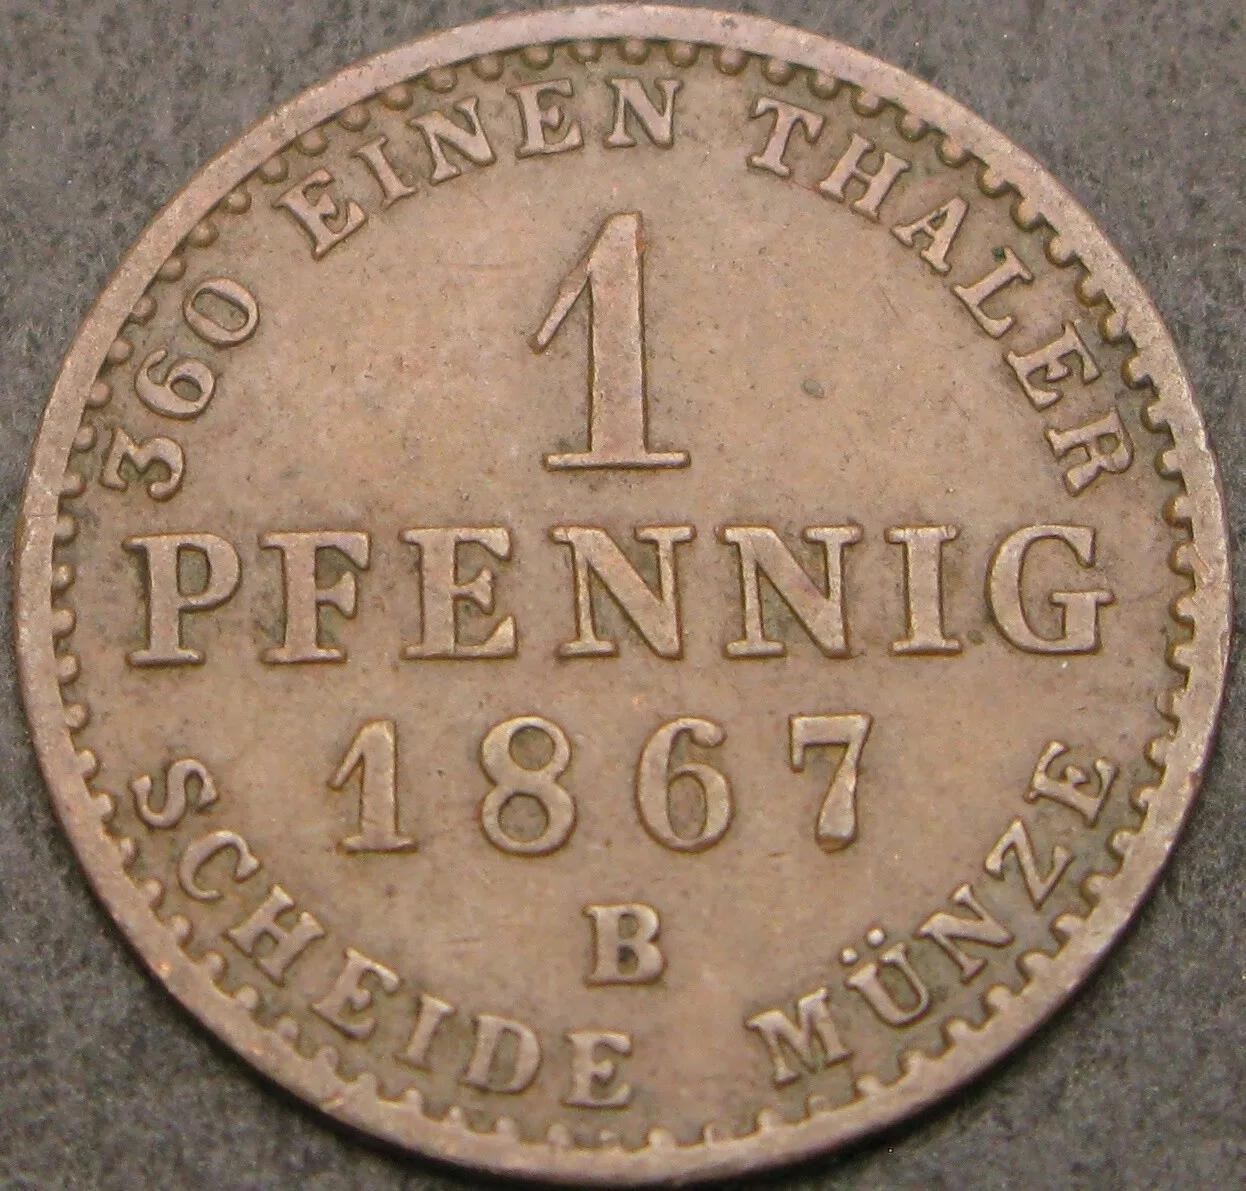 360 EINEN THALER
1
PFENNIG
1867
B
SCHEIDE MÜNZE